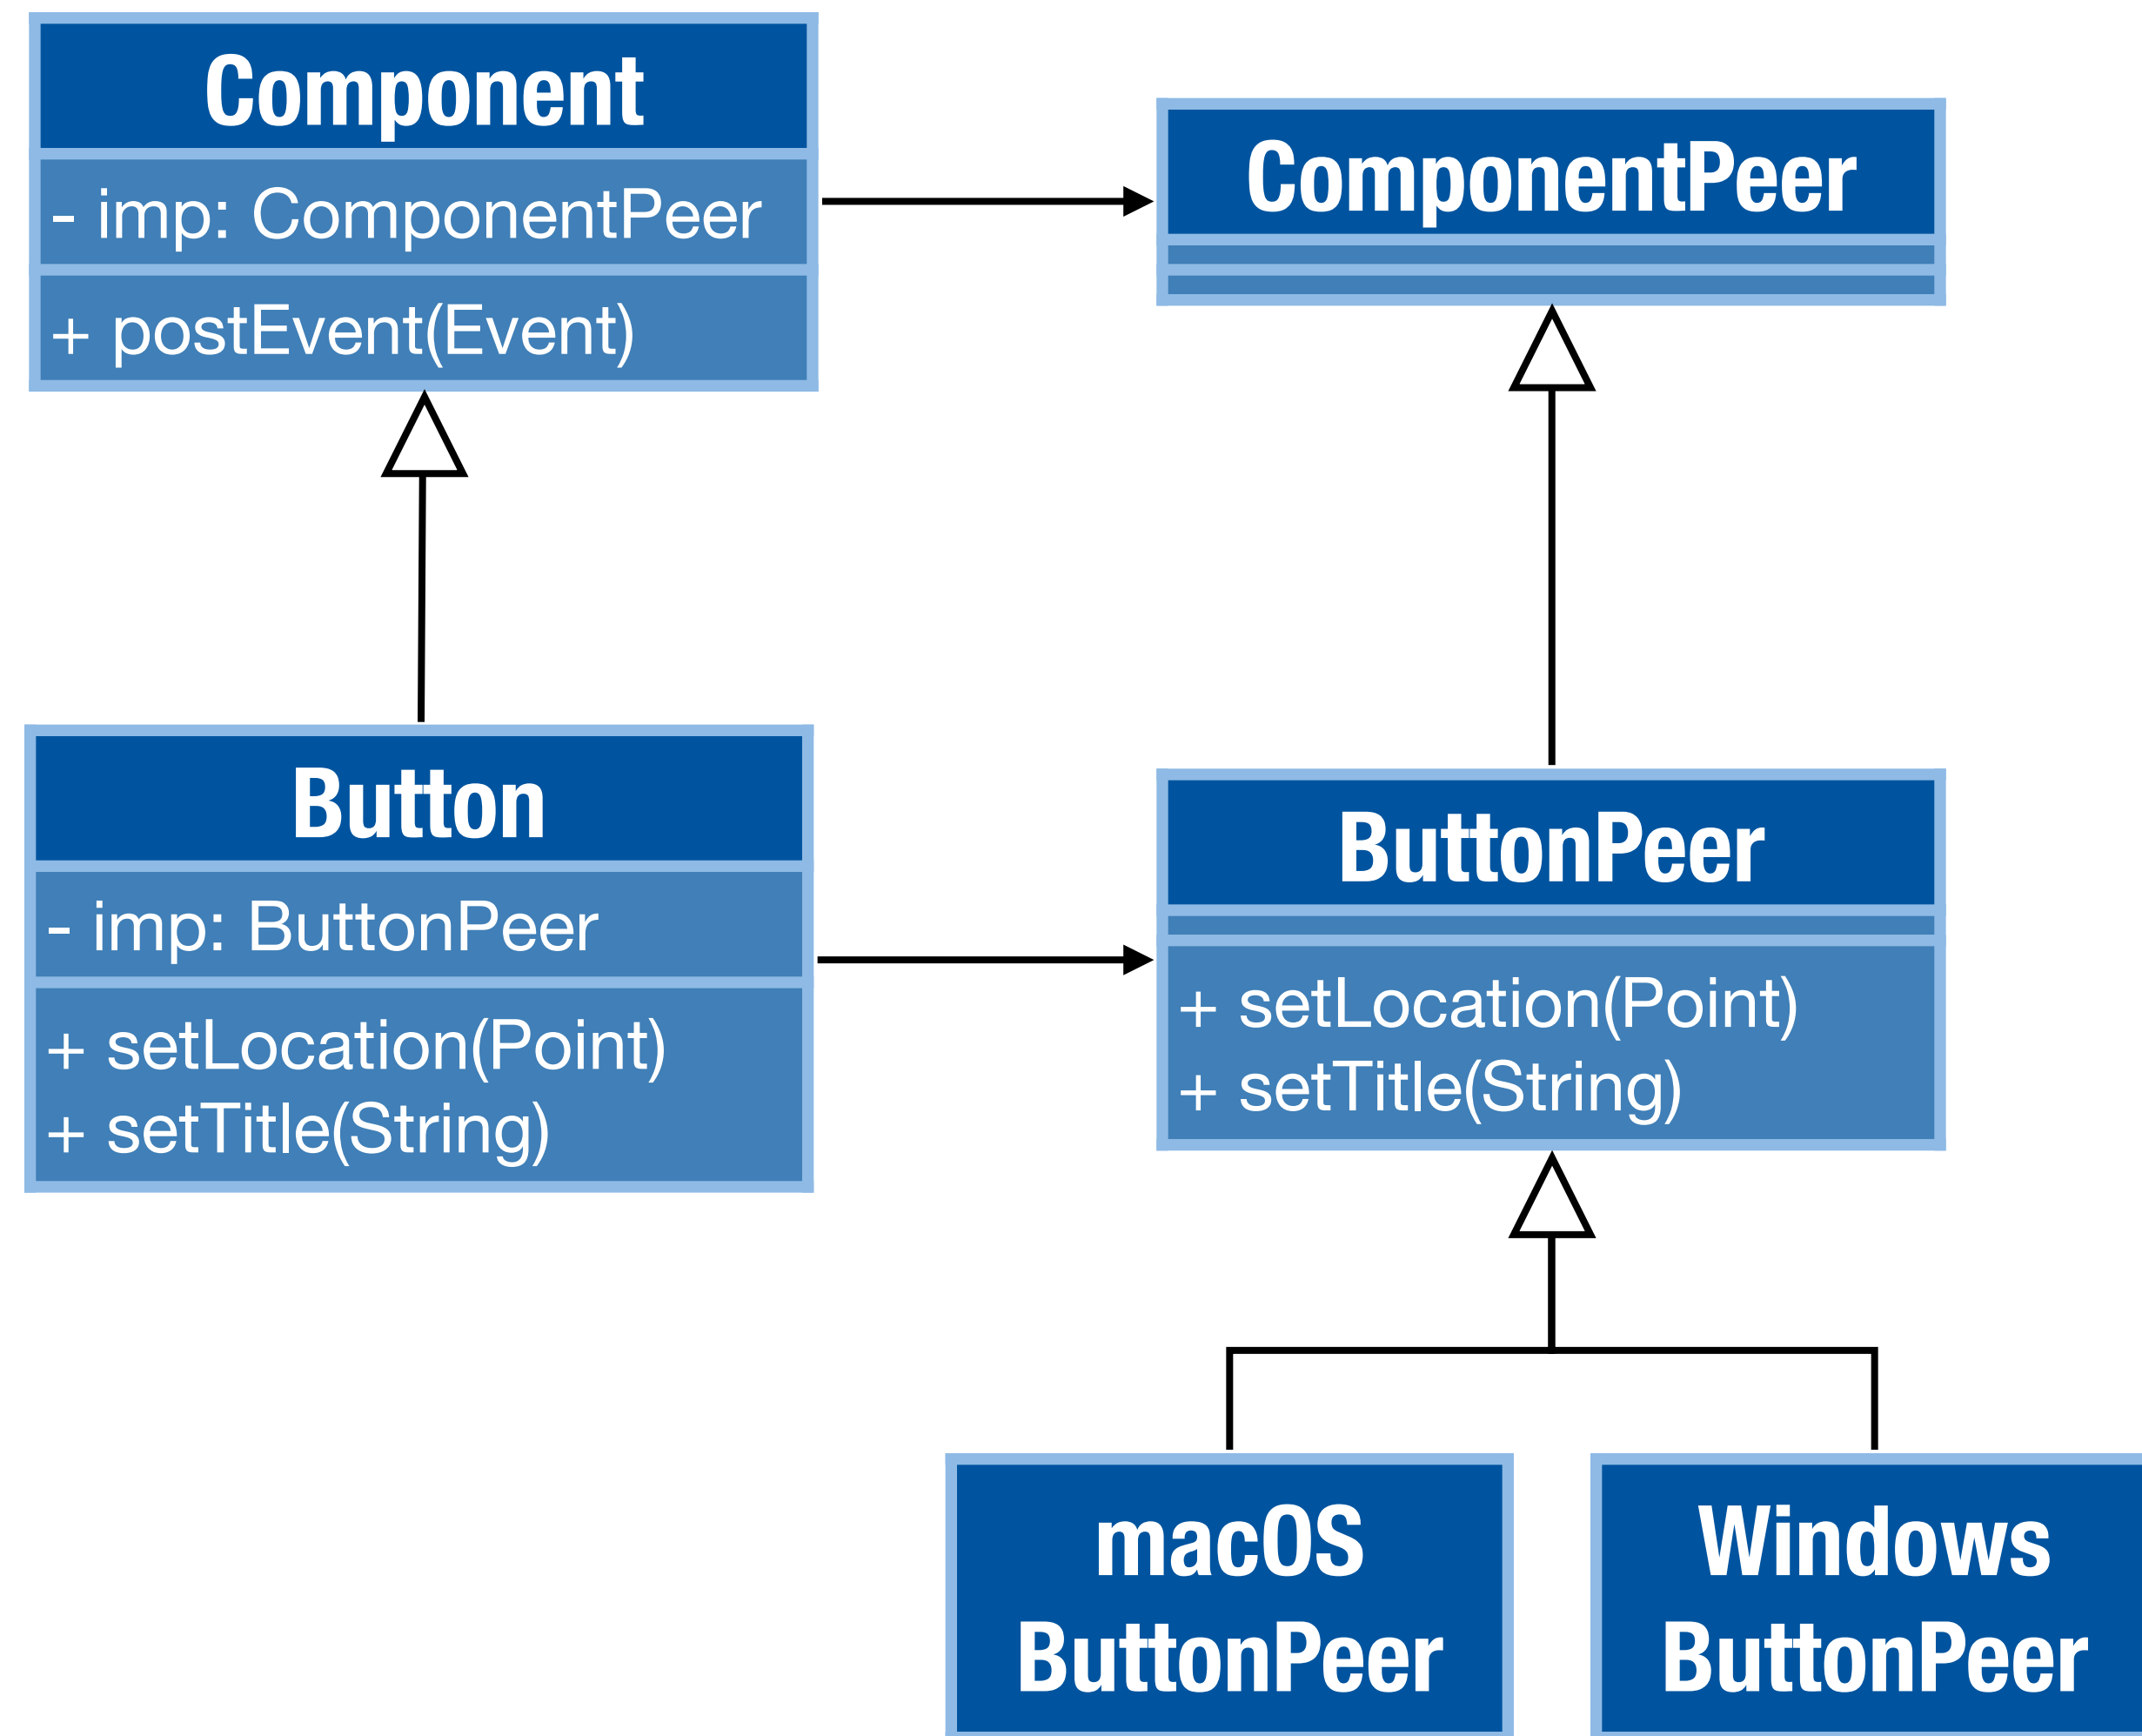 Component
- imp: ComponentPeer
+ postEvent(Event)
ComponentPeer
Button
- imp: ButtonPeer
+ setLocation(Point)
+ setTitle(String)
ButtonPeer
+ setLocation(Point)
+ setTitle(String)
macOS
ButtonPeer
Windows
ButtonPeer